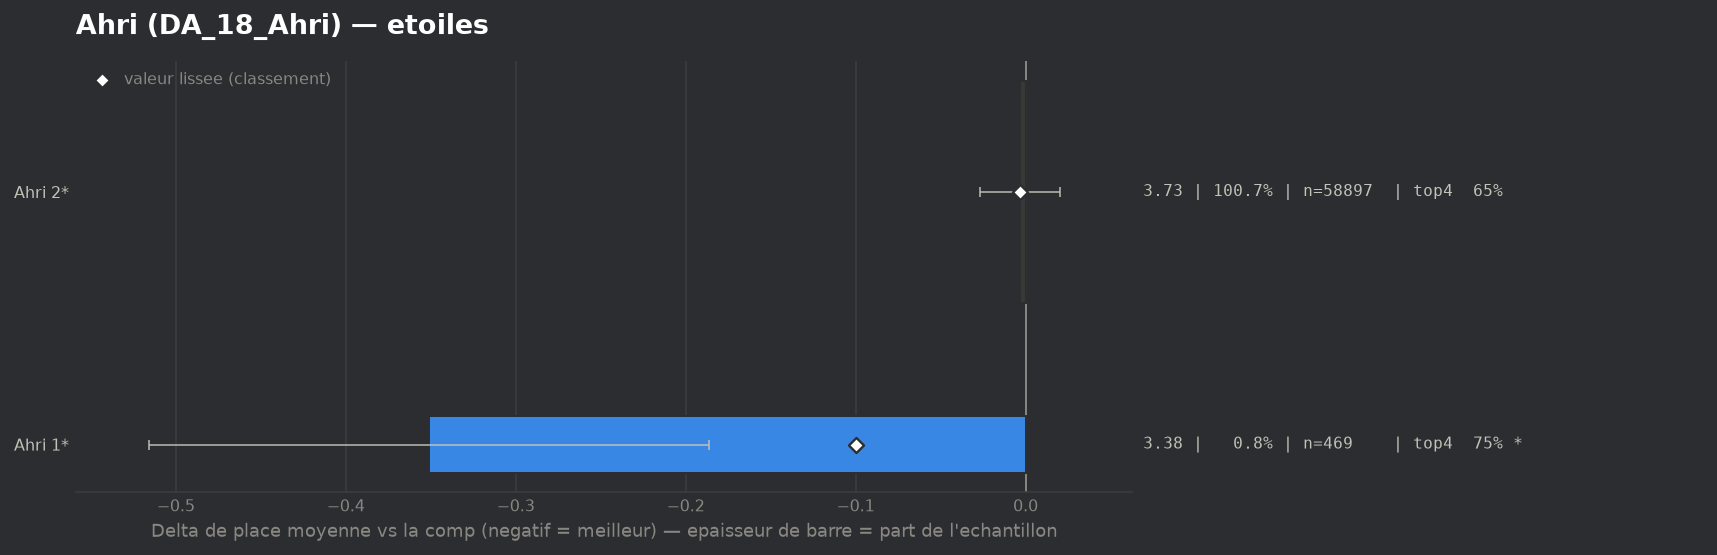 Ahri (DA_18_Ahri) — etoiles
valeur lissee (classement)
Ahri 2*
3.73 | 100.7% | n=58897  | top4  65%
Ahri 1*
3.38 |   0.8% | n=469    | top4  75% *
−0.5 −0.4 −0.3 −0.2 −0.1 0.0
Delta de place moyenne vs la comp (negatif = meilleur) — epaisseur de barre = part de l'echantillon